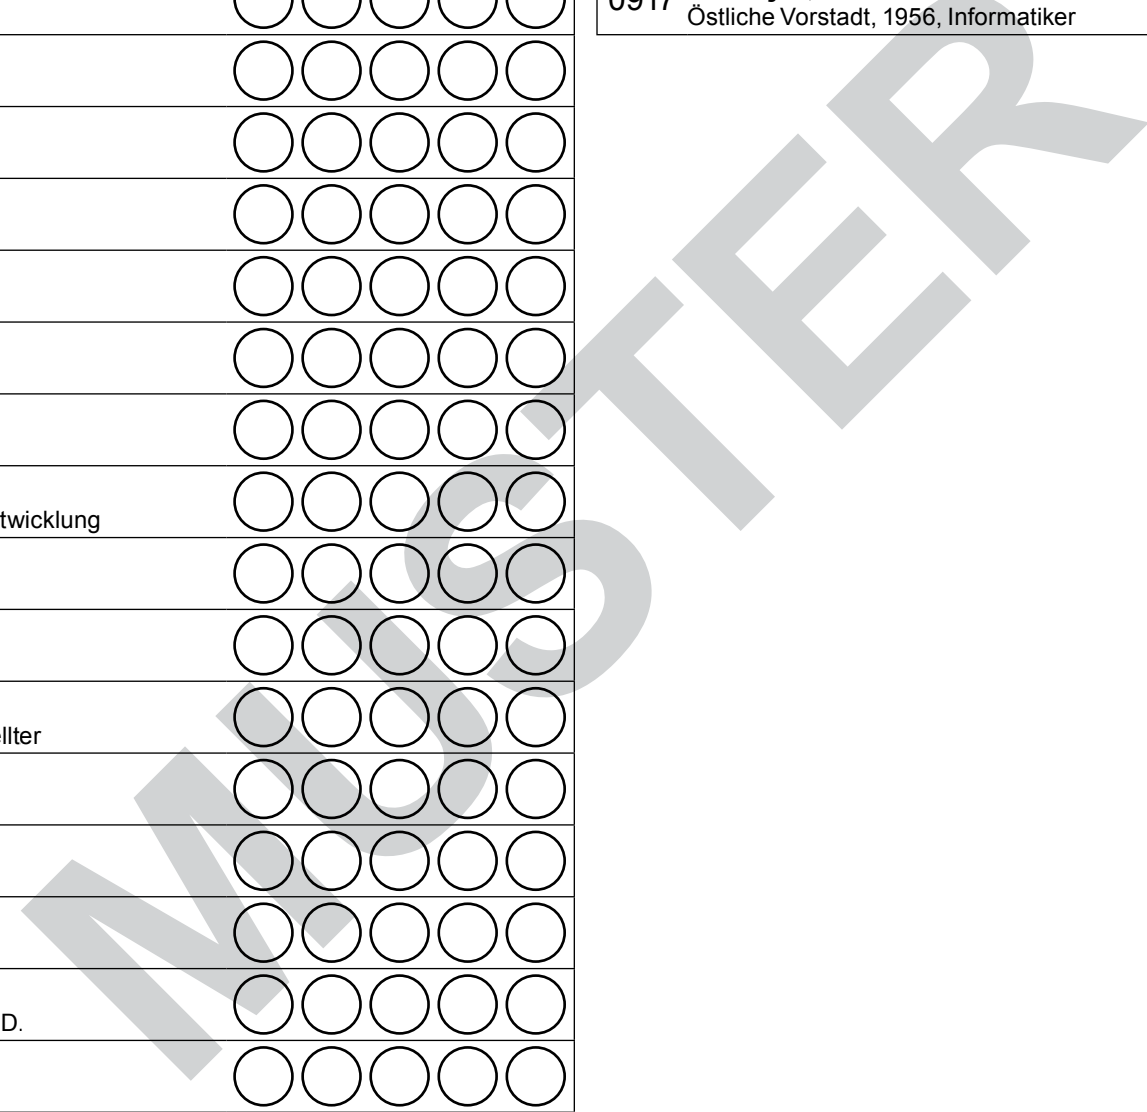 twicklung
llter
D.
0917
Östliche Vorstadt, 1956, Informatiker
MUSTER